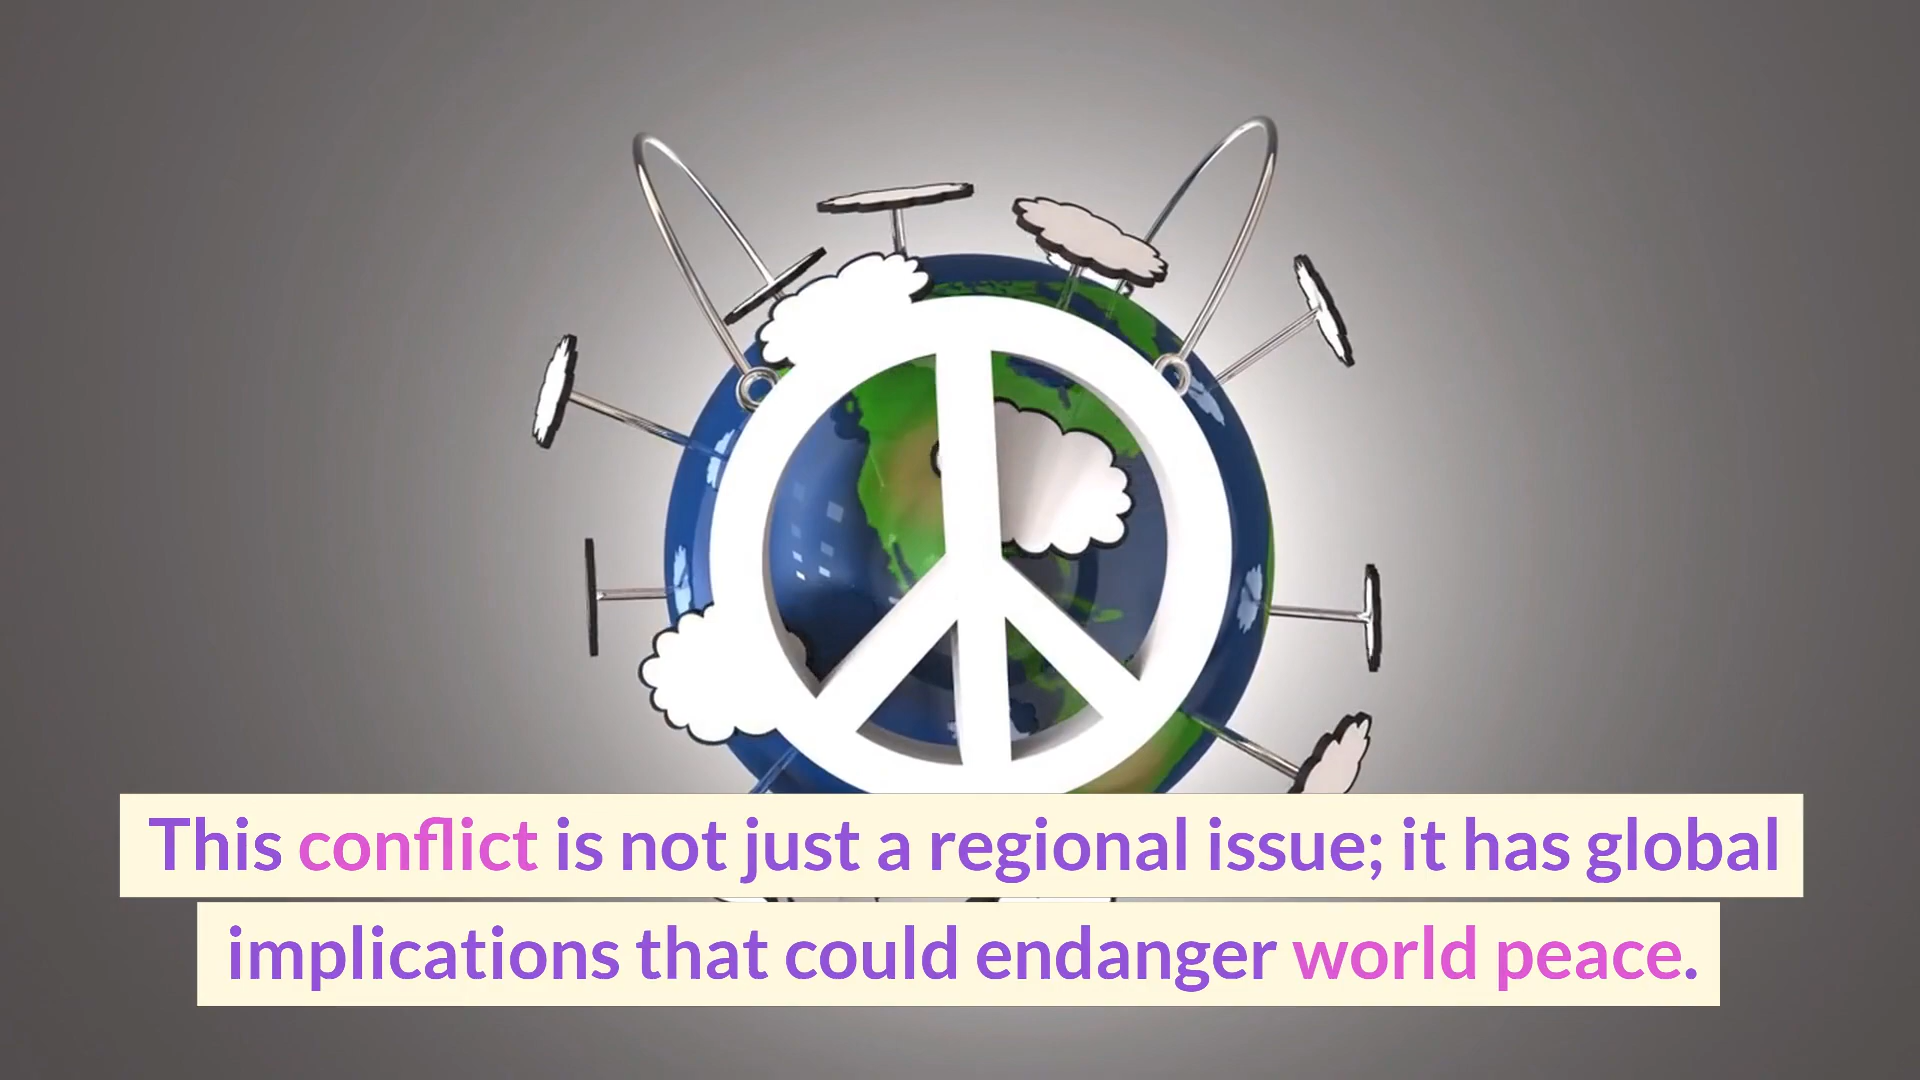 This conflict is not just a regional issue; it has global
implications that could endanger world peace.